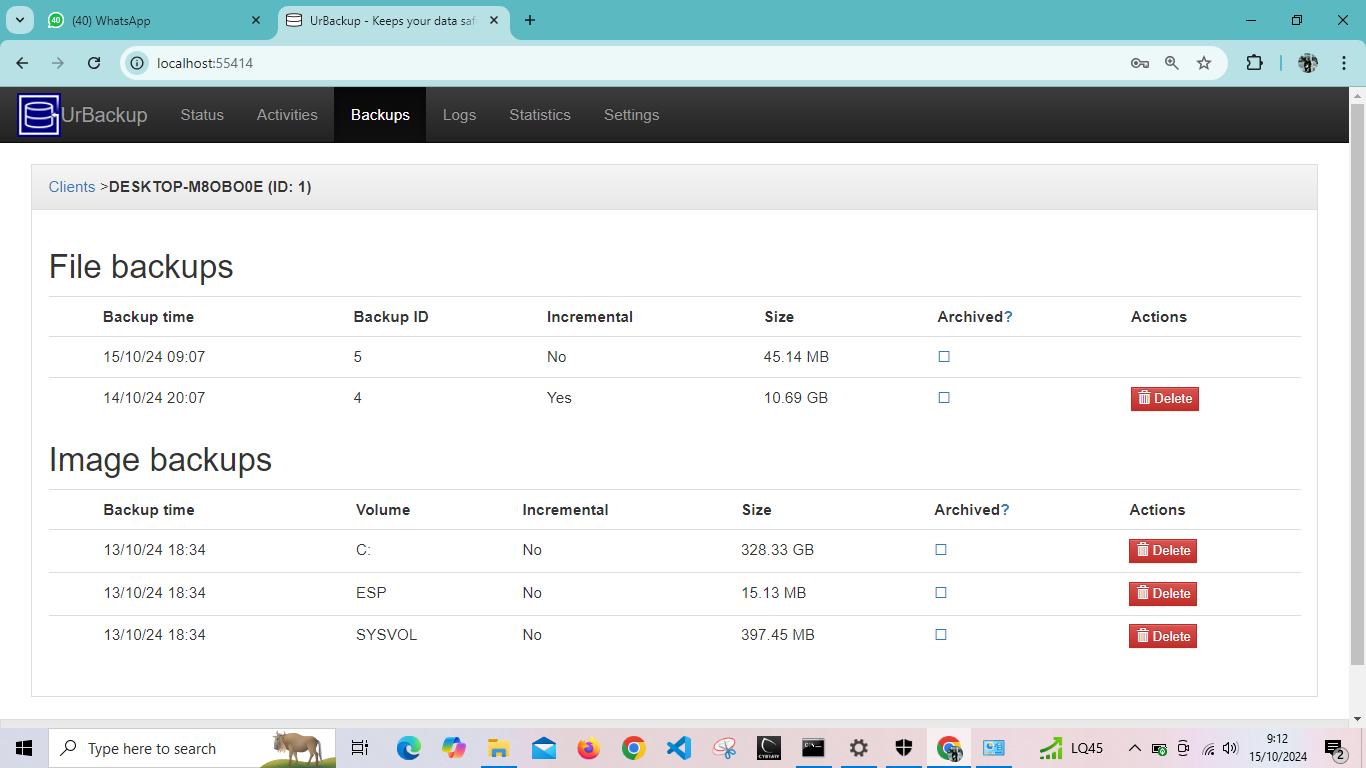 (40) WhatsApp
UrBackup - Keeps your data saf
localhost:55414
UrBackup Status Activities Backups Logs Statistics Settings
Clients >DESKTOP-M8OBO0E (ID: 1)
File backups
Backup time Backup ID Incremental Size Archived? Actions
15/10/24 09:07 5 No 45.14 MB
14/10/24 20:07 4 Yes 10.69 GB Delete
Image backups
Backup time Volume Incremental Size Archived? Actions
13/10/24 18:34 C: No 328.33 GB Delete
13/10/24 18:34 ESP No 15.13 MB Delete
13/10/24 18:34 SYSVOL No 397.45 MB Delete
Type here to search
LQ45
9:12
15/10/2024
2